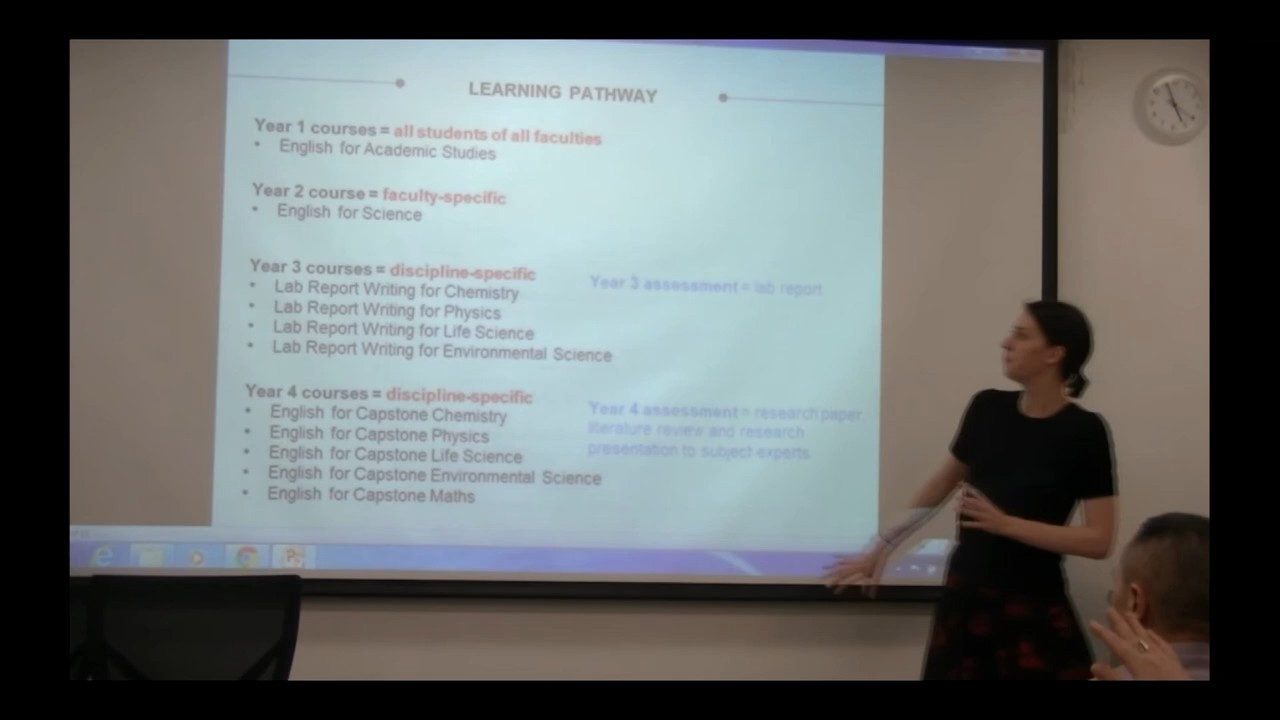 LEARNING PATHWAY
Year 1 courses = all students of all faculties
• English for Academic Studies
Year 2 course = faculty-specific
• English for Science
Year 3 courses = discipline-specific
• Lab Report Writing for Chemistry
• Lab Report Writing for Physics
• Lab Report Writing for Life Science
• Lab Report Writing for Environmental Science
Year 3 assessment = lab report
Year 4 courses = discipline-specific
• English for Capstone Chemistry
• English for Capstone Physics
• English for Capstone Life Science
• English for Capstone Environmental Science
• English for Capstone Maths
Year 4 assessment = research paper
literature review and research
presentation to subject experts